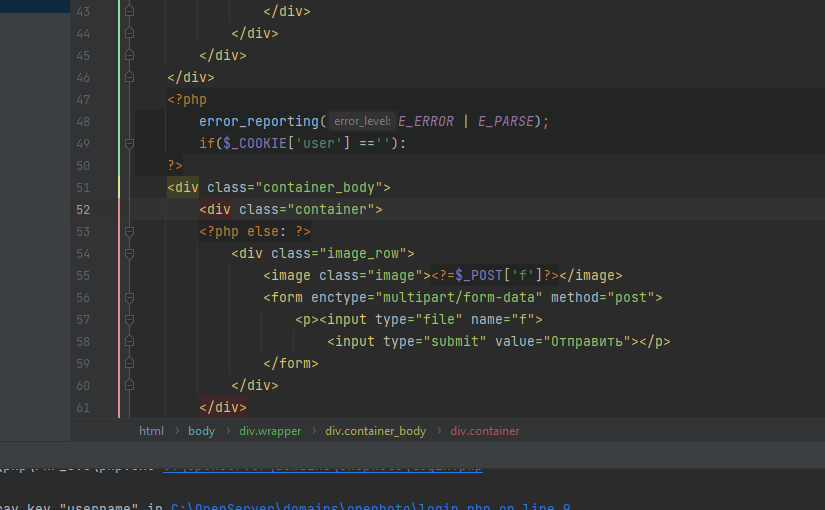 43 </div>
44 </div>
45 </div>
46 </div>
47 <?php
48 error_reporting( error_level: E_ERROR | E_PARSE);
49 if($_COOKIE['user'] ==''):
50 ?>
51 <div class="container_body">
52 <div class="container">
53 <?php else: ?>
54 <div class="image_row">
55 <image class="image"><?=$_POST['f']?></image>
56 <form enctype="multipart/form-data" method="post">
57 <p><input type="file" name="f">
58 <input type="submit" value="Отправить"></p>
59 </form>
60 </div>
61 </div>
html › body › div.wrapper › div.container_body › div.container
ray key "username" in C:\OpenServer\domains\onephoto\login.php on line 9